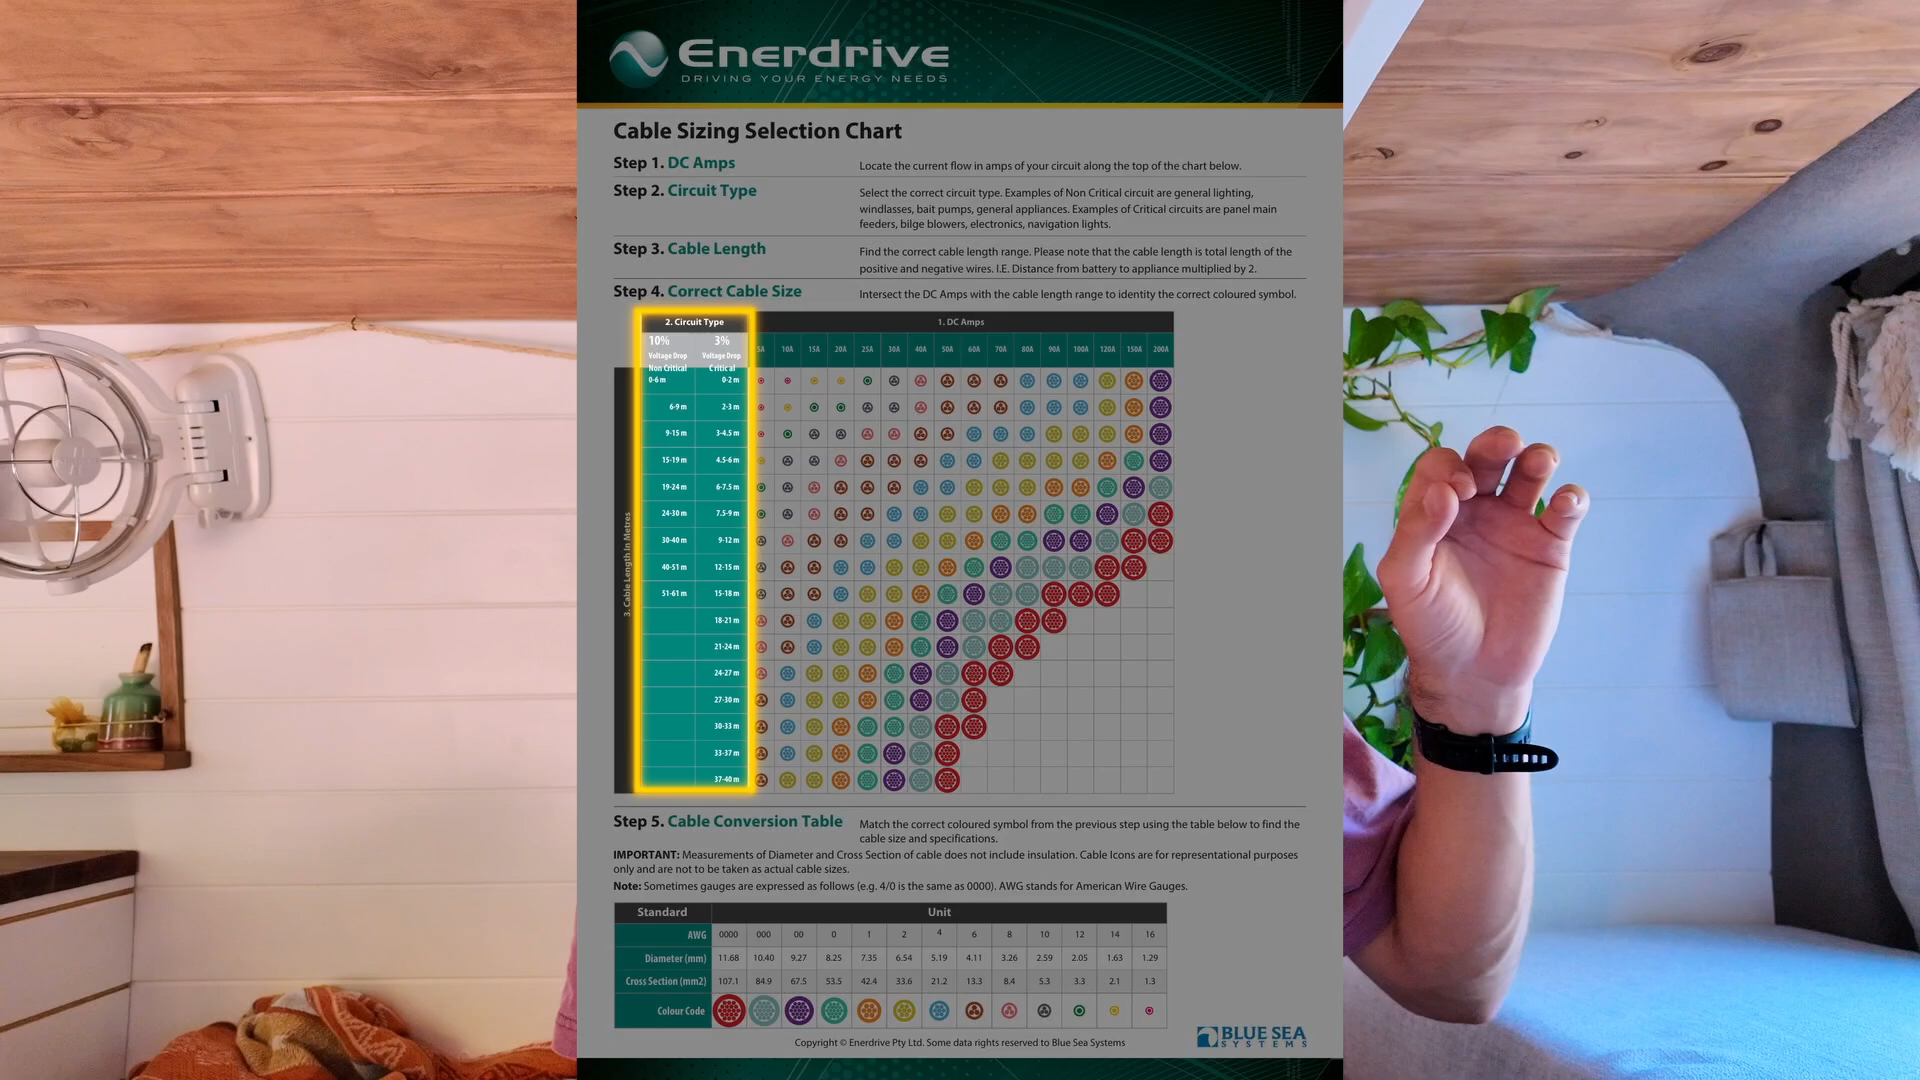 Enerdrive
DRIVING YOUR ENERGY NEEDS
Cable Sizing Selection Chart
Step 1. DC Amps
Locate the current flow in amps of your circuit along the top of the chart below.
Step 2. Circuit Type
Select the correct circuit type. Examples of Non Critical circuit are general lighting,
windlasses, bait pumps, general appliances. Examples of Critical circuits are panel main
feeders, bilge blowers, electronics, navigation lights.
Step 3. Cable Length
Find the correct cable length range. Please note that the cable length is total length of the
positive and negative wires. I.E. Distance from battery to appliance multiplied by 2.
Step 4. Correct Cable Size
Intersect the DC Amps with the cable length range to identity the correct coloured symbol.
2. Circuit Type 1. DC Amps
10% 3%
Voltage Drop Voltage Drop
Non Critical Critical
5A 10A 15A 20A 25A 30A 40A 50A 60A 70A 80A 90A 100A 120A 150A 200A
3. Cable Length In Metres
0-6 m 0-2 m
6-9 m 2-3 m
9-15 m 3-4.5 m
15-19 m 4.5-6 m
19-24 m 6-7.5 m
24-30 m 7.5-9 m
30-40 m 9-12 m
40-51 m 12-15 m
51-61 m 15-18 m
18-21 m
21-24 m
24-27 m
27-30 m
30-33 m
33-37 m
37-40 m
Step 5. Cable Conversion Table
Match the correct coloured symbol from the previous step using the table below to find the
cable size and specifications.
IMPORTANT: Measurements of Diameter and Cross Section of cable does not include insulation. Cable Icons are for representational purposes
only and are not to be taken as actual cable sizes.
Note: Sometimes gauges are expressed as follows (e.g. 4/0 is the same as 0000). AWG stands for American Wire Gauges.
Standard Unit
AWG 0000 000 00 0 1 2 4 6 8 10 12 14 16
Diameter (mm) 11.68 10.40 9.27 8.25 7.35 6.54 5.19 4.11 3.26 2.59 2.05 1.63 1.29
Cross Section (mm2) 107.1 84.9 67.5 53.5 42.4 33.6 21.2 13.3 8.4 5.3 3.3 2.1 1.3
Colour Code
BLUE SEA
SYSTEMS
Copyright © Enerdrive Pty Ltd. Some data rights reserved to Blue Sea Systems